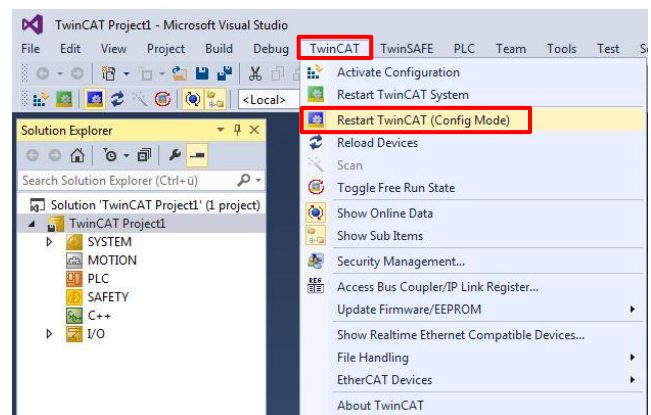 TwinCAT Project1 - Microsoft Visual Studio
File Edit View Project Build Debug TwinCAT TwinSAFE PLC Team Tools Test
<Local>
Activate Configuration
Restart TwinCAT System
Restart TwinCAT (Config Mode)
Reload Devices
Scan
Toggle Free Run State
Show Online Data
Show Sub Items
Security Management...
Access Bus Coupler/IP Link Register...
Update Firmware/EEPROM
Show Realtime Ethernet Compatible Devices...
File Handling
EtherCAT Devices
About TwinCAT
Solution Explorer
Search Solution Explorer (Ctrl+ü)
Solution 'TwinCAT Project1' (1 project)
TwinCAT Project1
SYSTEM
MOTION
PLC
SAFETY
C++
I/O